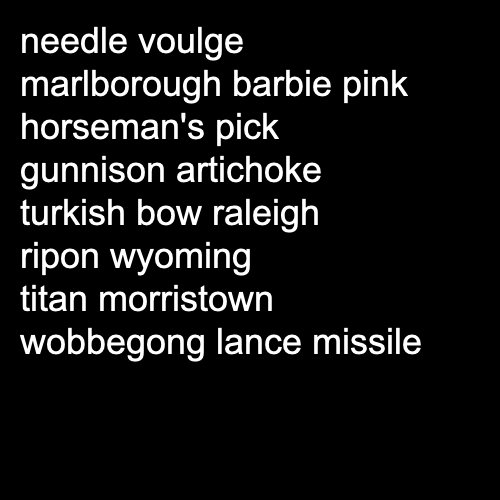 needle voulge
marlborough barbie pink
horseman's pick
gunnison artichoke
turkish bow raleigh
ripon wyoming
titan morristown
wobbegong lance missile